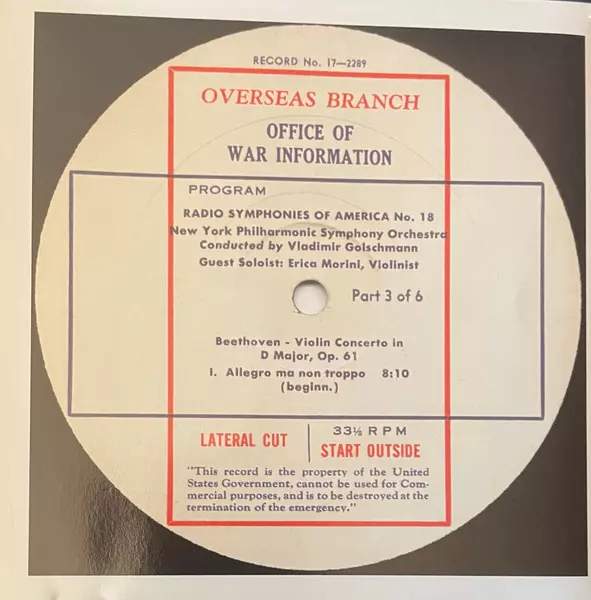 RECORD No. 17—2289
OVERSEAS BRANCH
OFFICE OF
WAR INFORMATION
PROGRAM
RADIO SYMPHONIES OF AMERICA No. 18
New York Philharmonic Symphony Orchestra
Conducted by Vladimir Golschmann
Guest Soloist: Erica Morini, Violinist
Part 3 of 6
Beethoven - Violin Concerto in
D Major, Op. 61
I. Allegro ma non troppo 8:10
(beginn.)
LATERAL CUT
33⅓ RPM
START OUTSIDE
"This record is the property of the United
States Government, cannot be used for Com-
mercial purposes, and is to be destroyed at the
termination of the emergency."